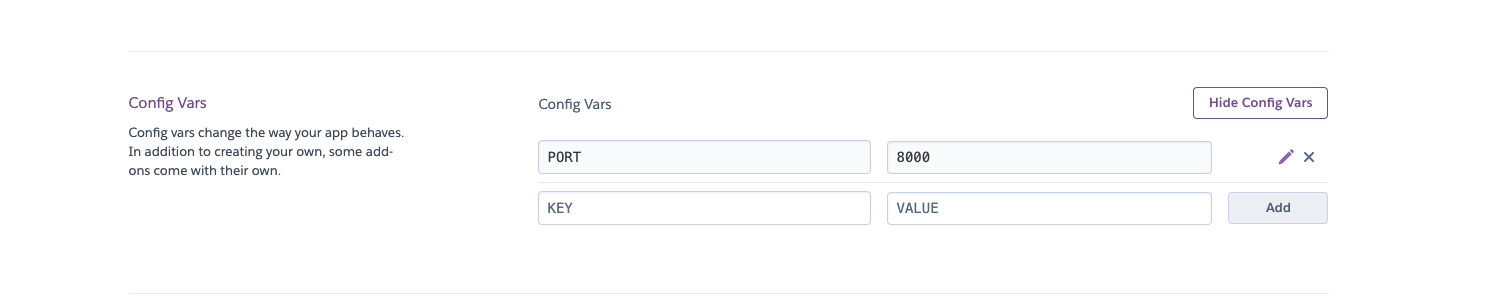 Config Vars
Config vars change the way your app behaves.
In addition to creating your own, some add-
ons come with their own.
Config Vars
Hide Config Vars
PORT
8000
KEY
VALUE
Add